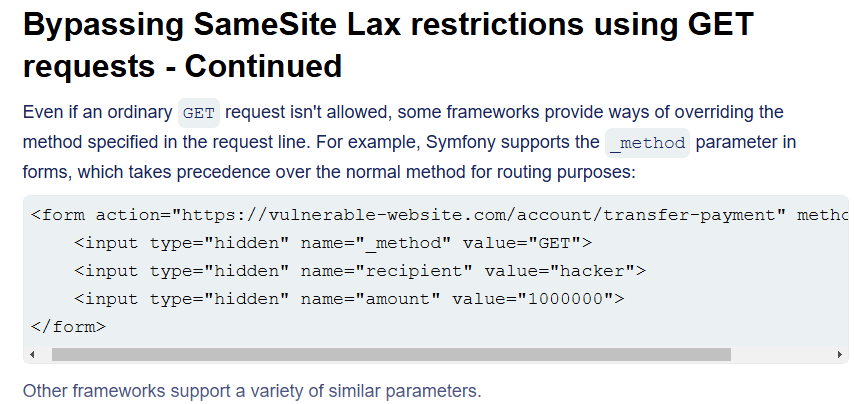 Bypassing SameSite Lax restrictions using GET
requests - Continued
Even if an ordinary GET request isn't allowed, some frameworks provide ways of overriding the
method specified in the request line. For example, Symfony supports the _method parameter in
forms, which takes precedence over the normal method for routing purposes:
<form action="https://vulnerable-website.com/account/transfer-payment"
    <input type="hidden" name="_method" value="GET">
    <input type="hidden" name="recipient" value="hacker">
    <input type="hidden" name="amount" value="1000000">
</form>
Other frameworks support a variety of similar parameters.